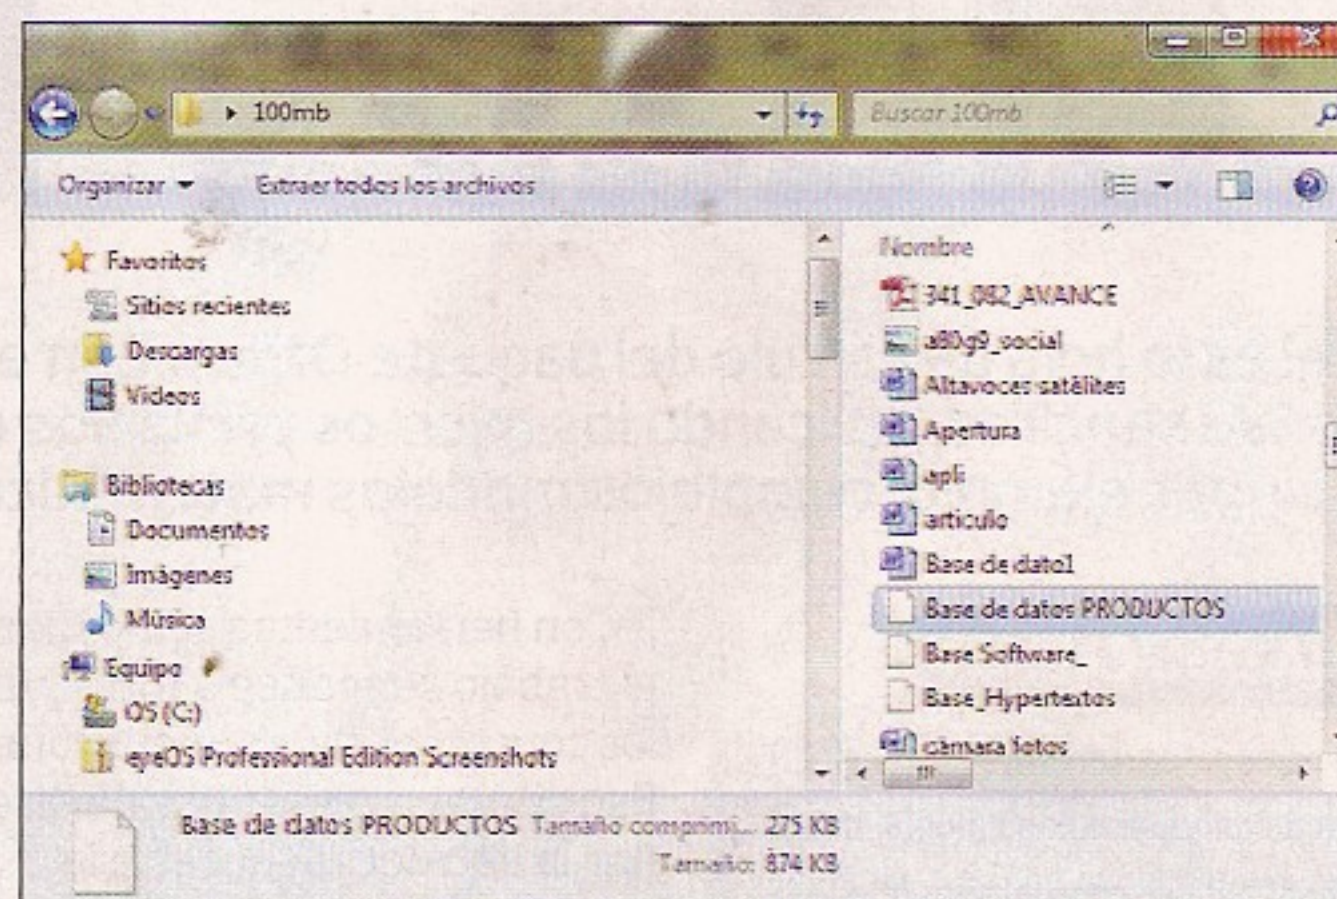 100mb
Buscar 100mb
Organizar
Extraer todos los archivos
Favoritos
Sitios recientes
Descargas
Vídeos
Bibliotecas
Documentos
Imágenes
Música
Equipo
OS (C:)
eyeOS Professional Edition Screenshots
Nombre
341_082_AVANCE
a80g9_social
Altavoces satélites
Apertura
apli
articulo
Base de dato1
Base de datos PRODUCTOS
Base Software_
Base_Hypertextos
cámara fotos
Base de datos PRODUCTOS Tamaño comprimi... 275 KB
Tamaño: 874 KB